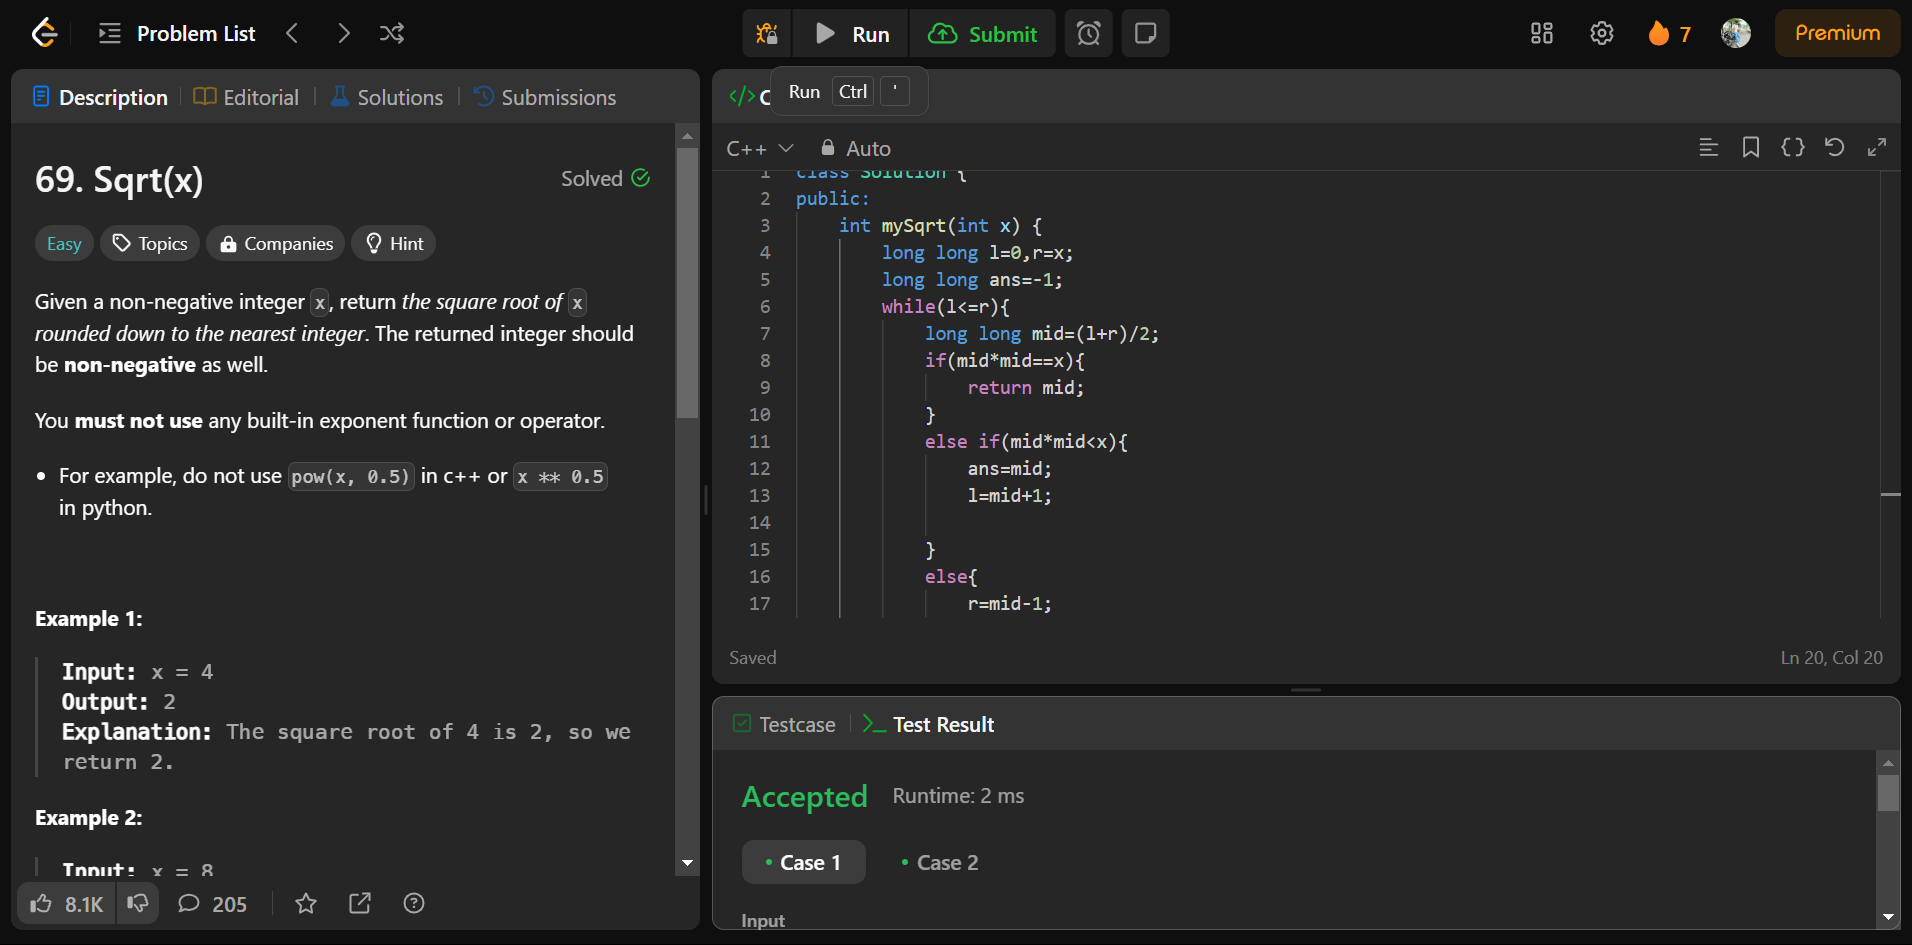 Problem List
Run
Submit
7
Premium
Description
Editorial
Solutions
Submissions
69. Sqrt(x)
Solved
Easy
Topics
Companies
Hint
Given a non-negative integer x, return the square root of x
rounded down to the nearest integer. The returned integer should
be non-negative as well.
You must not use any built-in exponent function or operator.
• For example, do not use pow(x, 0.5) in c++ or x ** 0.5
in python.
Example 1:
Input: x = 4
Output: 2
Explanation: The square root of 4 is 2, so we
return 2.
Example 2:
Input: x = 8
8.1K
205
</> C
Run Ctrl '
C++
Auto
1 class Solution {
2 public:
3 int mySqrt(int x) {
4 long long l=0,r=x;
5 long long ans=-1;
6 while(l<=r){
7 long long mid=(l+r)/2;
8 if(mid*mid==x){
9 return mid;
10 }
11 else if(mid*mid<x){
12 ans=mid;
13 l=mid+1;
14
15 }
16 else{
17 r=mid-1;
Saved
Ln 20, Col 20
Testcase
>_ Test Result
Accepted
Runtime: 2 ms
• Case 1
• Case 2
Input